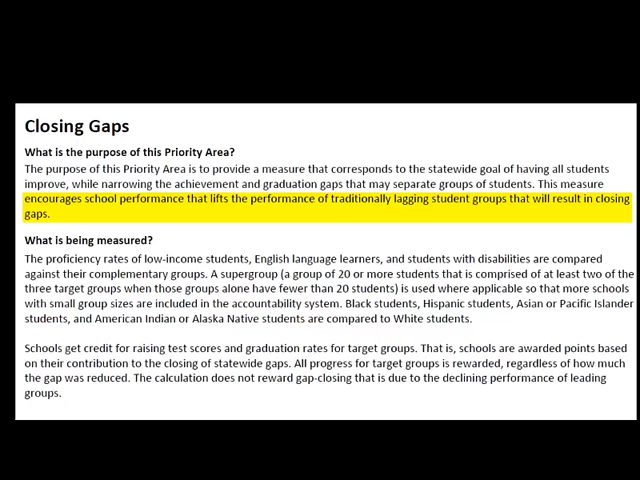 Closing Gaps
What is the purpose of this Priority Area?
The purpose of this Priority Area is to provide a measure that corresponds to the statewide goal of having all students
improve, while narrowing the achievement and graduation gaps that may separate groups of students. This measure
encourages school performance that lifts the performance of traditionally lagging student groups that will result in closing
gaps.
What is being measured?
The proficiency rates of low-income students, English language learners, and students with disabilities are compared
against their complementary groups. A supergroup (a group of 20 or more students that is comprised of at least two of the
three target groups when those groups alone have fewer than 20 students) is used where applicable so that more schools
with small group sizes are included in the accountability system. Black students, Hispanic students, Asian or Pacific Islander
students, and American Indian or Alaska Native students are compared to White students.
Schools get credit for raising test scores and graduation rates for target groups. That is, schools are awarded points based
on their contribution to the closing of statewide gaps. All progress for target groups is rewarded, regardless of how much
the gap was reduced. The calculation does not reward gap-closing that is due to the declining performance of leading
groups.